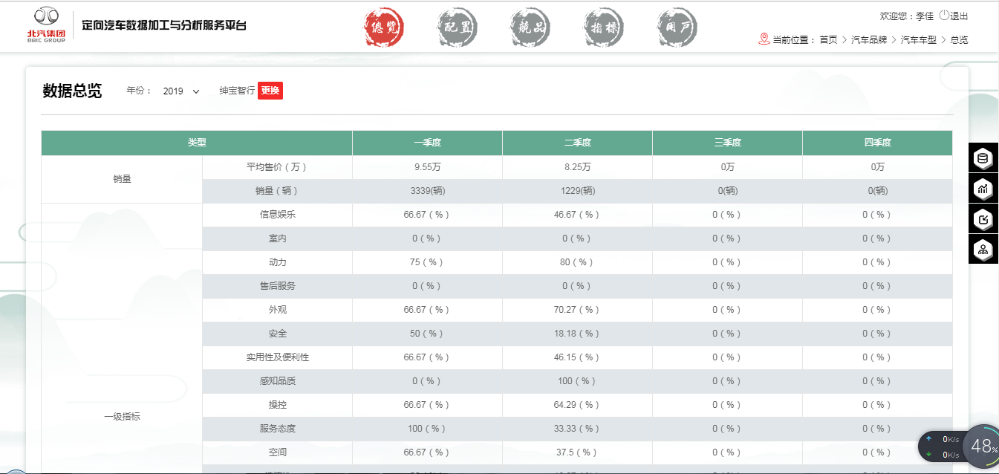 北汽集团
BAIC GROUP
定向汽车数据加工与分析服务平台
總覽
配置
競品
指標
用戶
欢迎您：李佳 退出
当前位置： 首页 > 汽车品牌 > 汽车车型 > 总览
数据总览 年份： 2019 绅宝智行 更换
类型 一季度 二季度 三季度 四季度
销量
平均售价（万） 9.55万 8.25万 0万 0万
销量（辆） 3339(辆) 1229(辆) 0(辆) 0(辆)
一级指标
信息娱乐 66.67（%） 46.67（%） 0（%） 0（%）
室内 0（%） 0（%） 0（%） 0（%）
动力 75（%） 80（%） 0（%） 0（%）
售后服务 0（%） 0（%） 0（%） 0（%）
外观 66.67（%） 70.27（%） 0（%） 0（%）
安全 50（%） 18.18（%） 0（%） 0（%）
实用性及便利性 66.67（%） 46.15（%） 0（%） 0（%）
感知品质 0（%） 100（%） 0（%） 0（%）
操控 66.67（%） 64.29（%） 0（%） 0（%）
服务态度 100（%） 33.33（%） 0（%） 0（%）
空间 66.67（%） 37.5（%） 0（%） 0（%）
0K/s
0K/s
48%